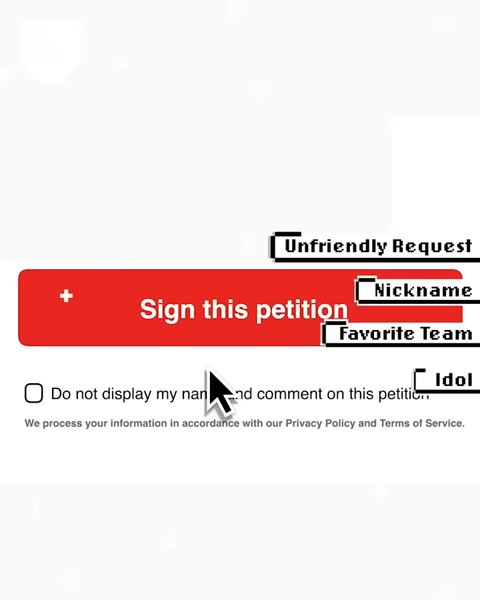 Unfriendly Request
Nickname
Sign this petition
Favorite Team
Idol
Do not display my name and comment on this petition
We process your information in accordance with our Privacy Policy and Terms of Service.